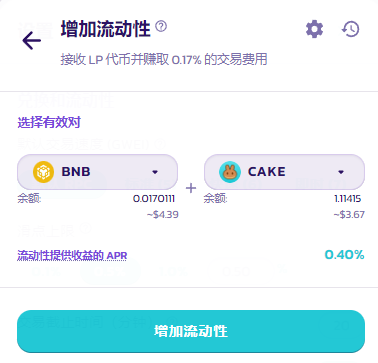 增加流动性
接收 LP 代币并赚取 0.17% 的交易费用
选择有效对
BNB + CAKE
余额: 0.0170111 余额: 1.11415
~$4.39 ~$3.67
流动性提供收益的 APR 0.40%
增加流动性